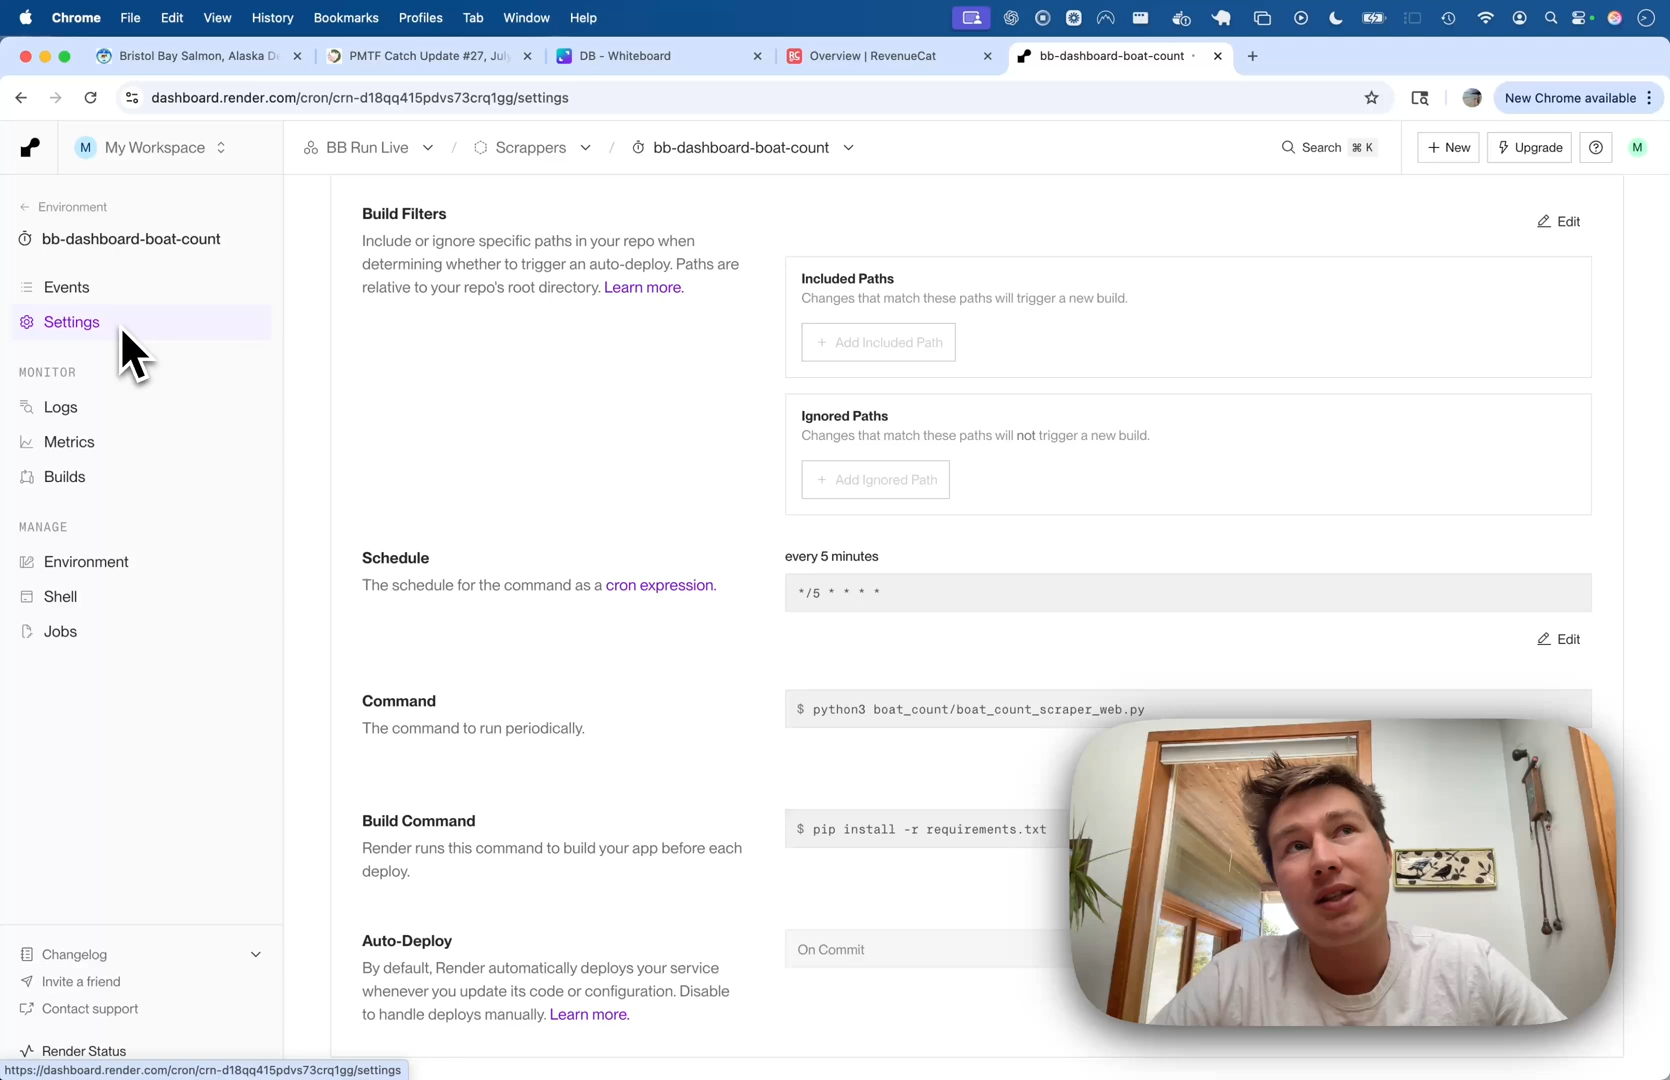 Chrome File Edit View History Bookmarks Profiles Tab Window Help
Bristol Bay Salmon, Alaska De
PMTF Catch Update #27, July
DB - Whiteboard
Overview | RevenueCat
bb-dashboard-boat-count
dashboard.render.com/cron/crn-d18qq415pdvs73crq1gg/settings
New Chrome available
M My Workspace
BB Run Live / Scrappers / bb-dashboard-boat-count
Search ⌘ K
+ New
Upgrade
M
← Environment
bb-dashboard-boat-count
Events
Settings
MONITOR
Logs
Metrics
Builds
MANAGE
Environment
Shell
Jobs
Changelog
Invite a friend
Contact support
Render Status
https://dashboard.render.com/cron/crn-d18qq415pdvs73crq1gg/settings
Build Filters
Include or ignore specific paths in your repo when
determining whether to trigger an auto-deploy. Paths are
relative to your repo's root directory. Learn more.
Edit
Included Paths
Changes that match these paths will trigger a new build.
+ Add Included Path
Ignored Paths
Changes that match these paths will not trigger a new build.
+ Add Ignored Path
Schedule
The schedule for the command as a cron expression.
every 5 minutes
*/5 * * * *
Edit
Command
The command to run periodically.
$ python3 boat_count/boat_count_scraper_web.py
Build Command
Render runs this command to build your app before each
deploy.
$ pip install -r requirements.txt
Auto-Deploy
By default, Render automatically deploys your service
whenever you update its code or configuration. Disable
to handle deploys manually. Learn more.
On Commit